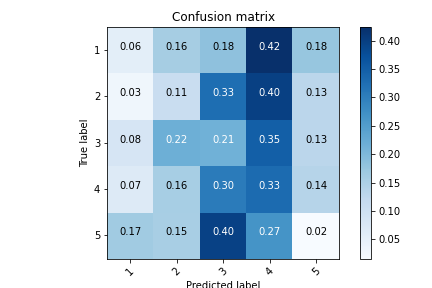 Confusion matrix
1 0.06 0.16 0.18 0.42 0.18
2 0.03 0.11 0.33 0.40 0.13
3 0.08 0.22 0.21 0.35 0.13
4 0.07 0.16 0.30 0.33 0.14
5 0.17 0.15 0.40 0.27 0.02
1 2 3 4 5
True label
Predicted label
0.40
0.35
0.30
0.25
0.20
0.15
0.10
0.05